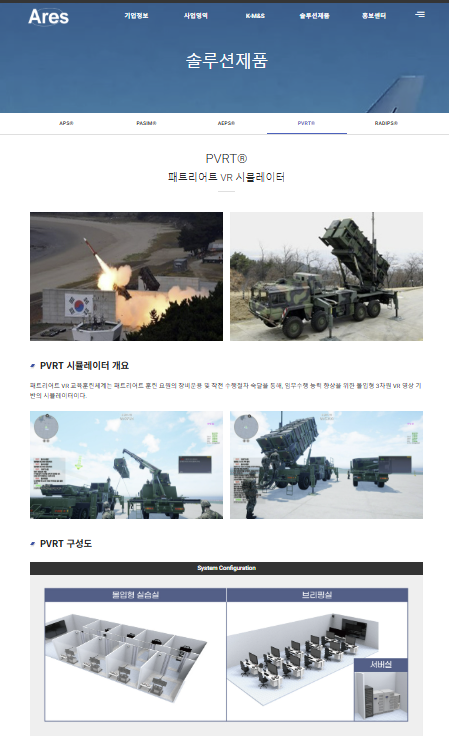 Ares
기업정보 사업영역 K-M&S 솔루션제품 홍보센터
솔루션제품
APS® PASIM® AEPS® PVRT® RADIPS®
PVRT®
패트리어트 VR 시뮬레이터
PVRT 시뮬레이터 개요
패트리어트 VR 교육훈련체계는 패트리어트 훈련 요원의 장비운용 및 작전 수행절차 숙달을 통해, 임무수행 능력 향상을 위한 몰입형 3차원 VR 영상 기
반의 시뮬레이터이다.
PVRT 구성도
System Configuration
몰입형 실습실 브리핑실
서버실